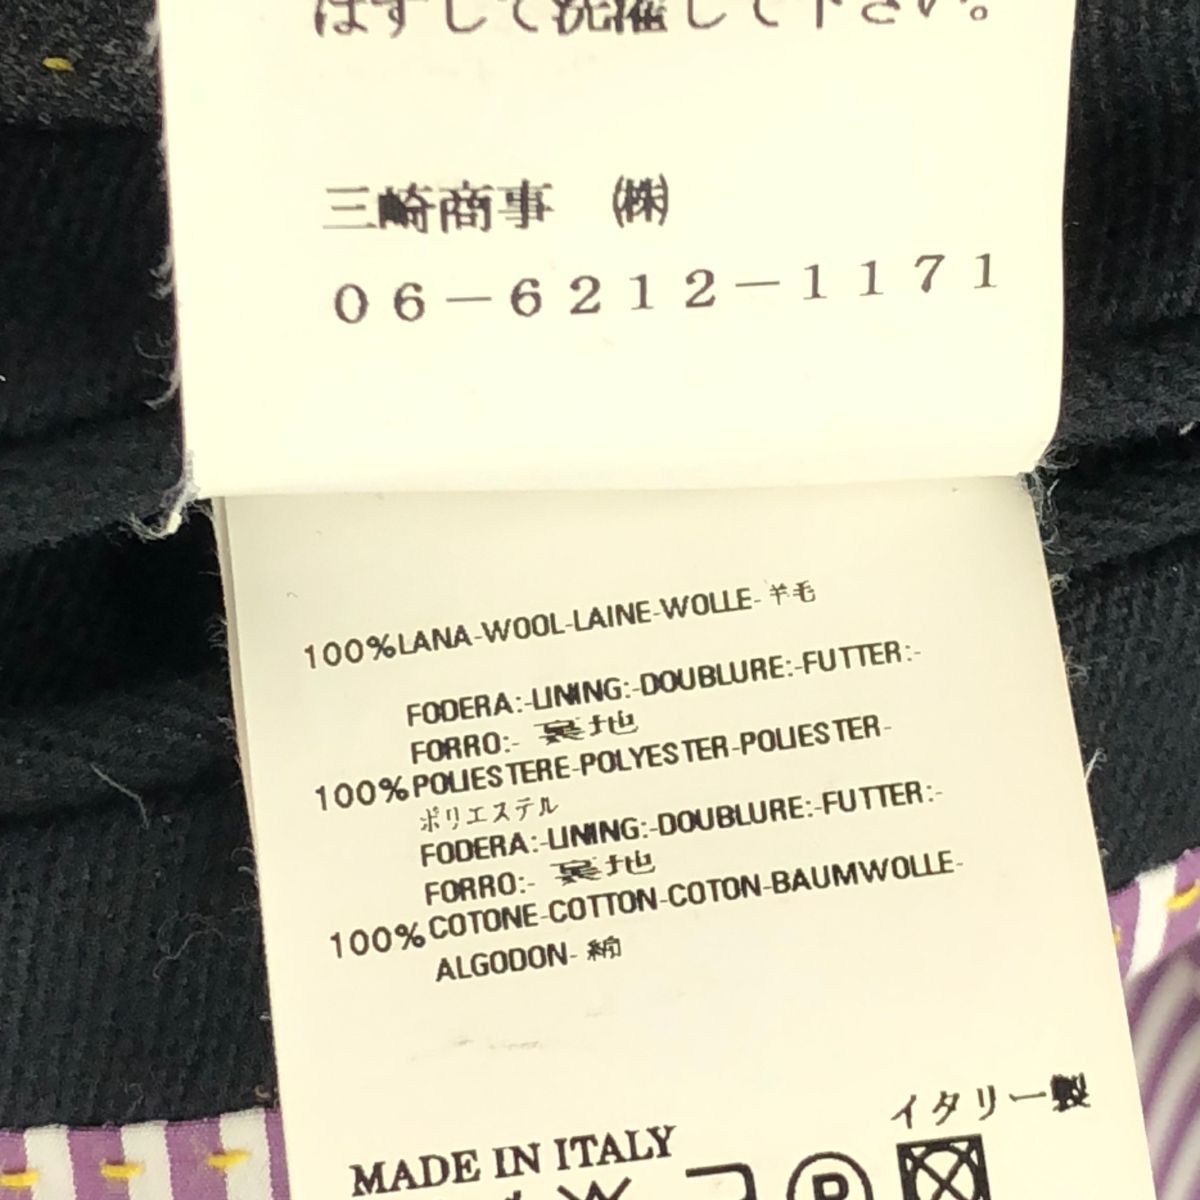 はずして洗濯して下さい。
三崎商事 ㈱
06-6212-1171
100%LANA-WOOL-LAINE-WOLLE-羊毛
FODERA:-LINING:-DOUBLURE:-FUTTER:-
FORRO:- 裏地
100%POLIESTERE-POLYESTER-POLIESTER-
ポリエステル
FODERA:-LINING:-DOUBLURE:-FUTTER:-
FORRO:- 裏地
100%COTONE-COTTON-COTON-BAUMWOLLE-
ALGODON-綿
イタリー製
MADE IN ITALY
P